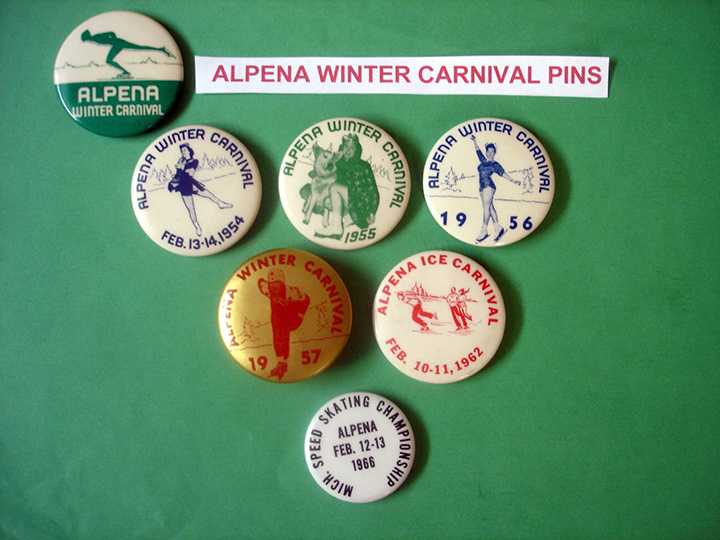 ALPENA
WINTER CARNIVAL
ALPENA WINTER CARNIVAL PINS
ALPENA WINTER CARNIVAL
FEB. 13-14, 1954
ALPENA WINTER CARNIVAL
1955
ALPENA WINTER CARNIVAL
1956
ALPENA WINTER CARNIVAL
1957
ALPENA ICE CARNIVAL
FEB. 10-11, 1962
MICH. SPEED SKATING CHAMPIONSHIP
ALPENA
FEB. 12-13
1966